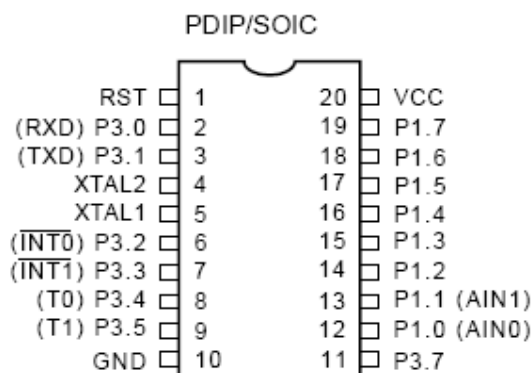 PDIP/SOIC
RST 1 20 VCC
(RXD) P3.0 2 19 P1.7
(TXD) P3.1 3 18 P1.6
XTAL2 4 17 P1.5
XTAL1 5 16 P1.4
(INT0) P3.2 6 15 P1.3
(INT1) P3.3 7 14 P1.2
(T0) P3.4 8 13 P1.1 (AIN1)
(T1) P3.5 9 12 P1.0 (AIN0)
GND 10 11 P3.7